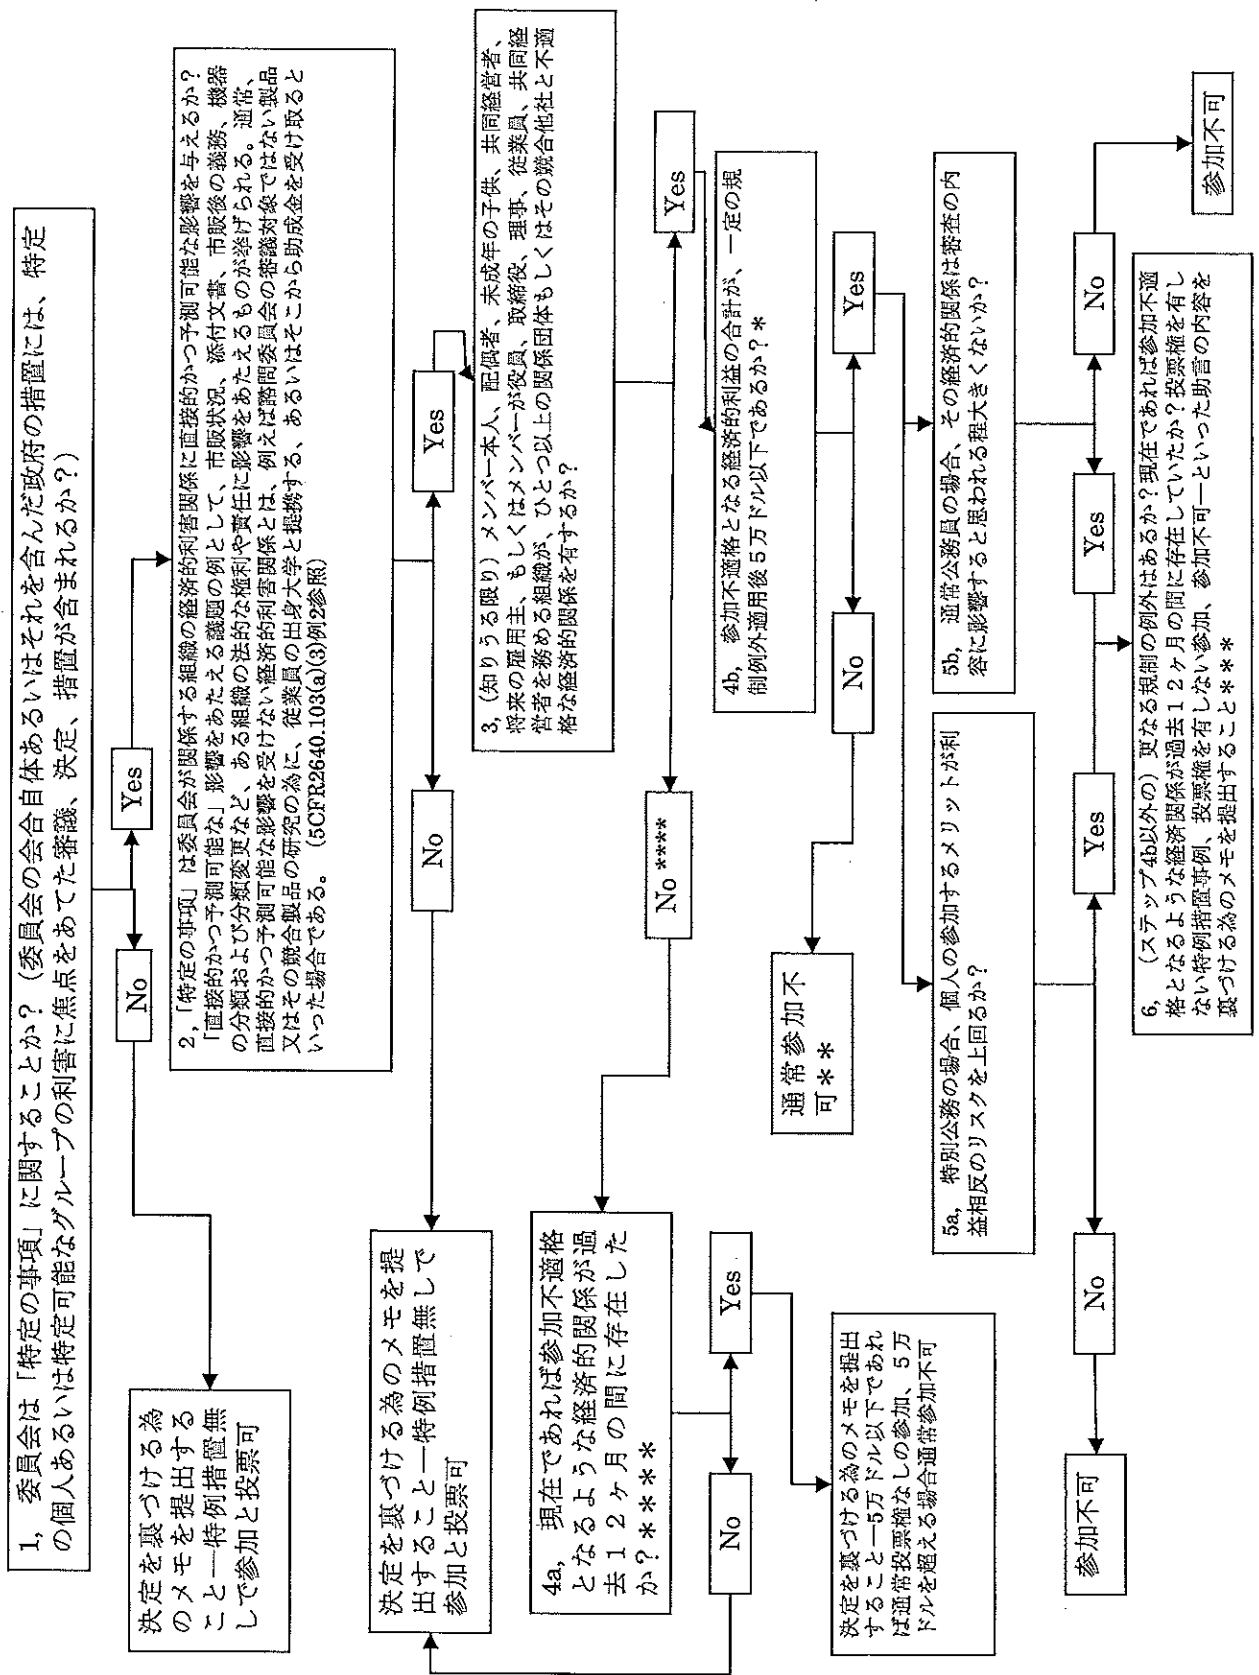 1, 委員会は「特定の事項」に関することか？（委員会の会合自体あるいはそれを含んだ政府の措置には、特定
の個人あるいは特定可能なグループの利害に焦点をあてた審議、決定、措置が含まれるか？）
No
Yes
決定を裏づける為
のメモを提出する
こと―特例措置無
しで参加と投票可
2,「特定の事項」は委員会が関係する組織の経済的利害関係に直接的かつ予測可能な影響を与えるか？
「直接的かつ予測可能な」影響をあたえる議題の例として、市販状況、添付文書、市販後の義務、機器
の分類および分類変更など、ある組織の法的な権利や責任に影響をあたえるものが挙げられる。通常、
直接的かつ予測可能な影響を受けない経済的利害関係とは、例えば諮問委員会の審議対象ではない製品
又はその競合製品の研究の為に、従業員の出身大学と提携する、あるいはそこから助成金を受け取ると
いった場合である。（5CFR2640.103(a)(3)例2参照）
No
Yes
決定を裏づける為のメモを提
出すること―特例措置無しで
参加と投票可
3,（知りうる限り）メンバー本人、配偶者、未成年の子供、共同経営者、
将来の雇用主、もしくはメンバーが役員、取締役、理事、従業員、共同経
営者を務める組織が、ひとつ以上の関係団体もしくはその競合他社と不適
格な経済的関係を有するか？
No ****
Yes
4a, 現在であれば参加不適格
となるような経済的関係が過
去１２ヶ月の間に存在した
か？＊＊＊＊
No
Yes
決定を裏づける為のメモを提出
すること―5万ドル以下であれ
ば通常投票権なしの参加、5万
ドルを超える場合通常参加不可
4b, 参加不適格となる経済的利益の合計が、一定の規
制例外適用後５万ドル以下であるか？＊
No
Yes
通常参加不
可＊＊
5a, 特別公務の場合、個人の参加するメリットが利
益相反のリスクを上回るか？
5b, 通常公務員の場合、その経済的関係は審査の内
容に影響すると思われる程大きくないか？
No
Yes
Yes
No
参加不可
6, （ステップ4b以外の）更なる規制の例外はあるか？現在であれば参加不適
格となるような経済関係が過去１２ヶ月の間に存在していたか？投票権を有し
ない特例措置事例、投票権を有しない参加、参加不可―といった助言の内容を
裏づける為のメモを提出すること＊＊＊
参加不可